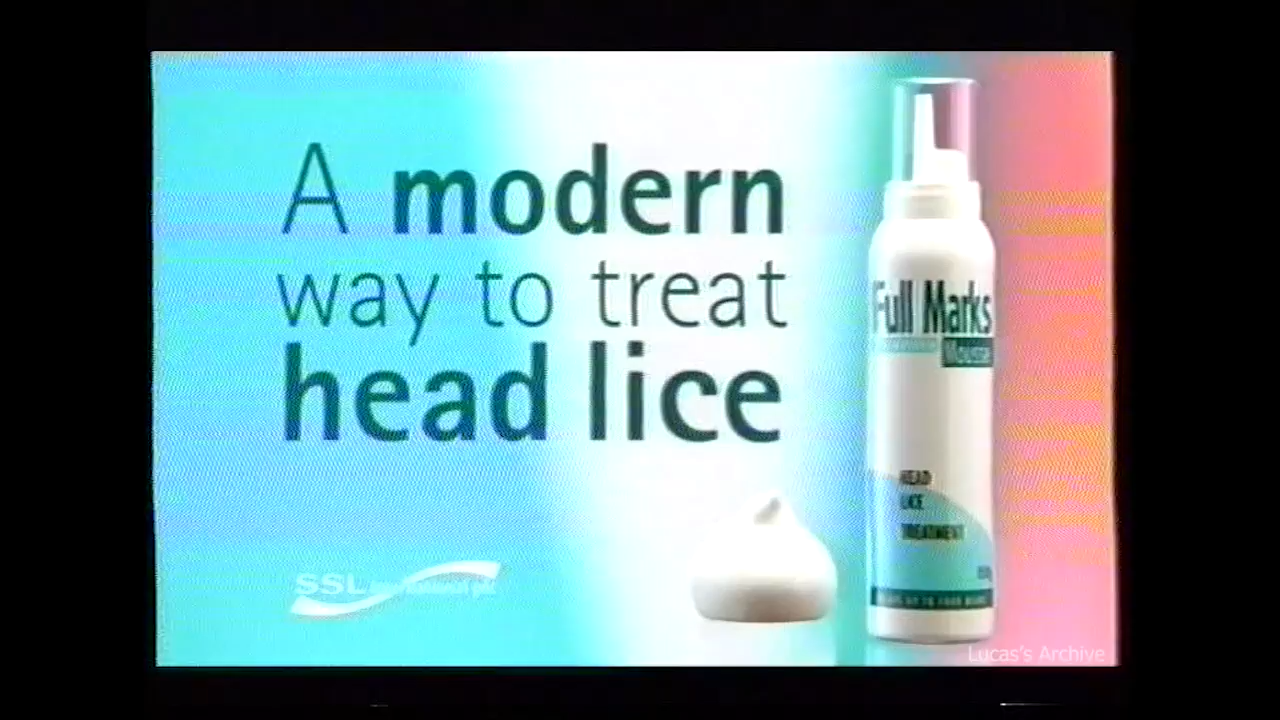 A modern
way to treat
head lice
Full Marks
Mousse
HEAD
LICE
TREATMENT
SSL
Lucas's Archive